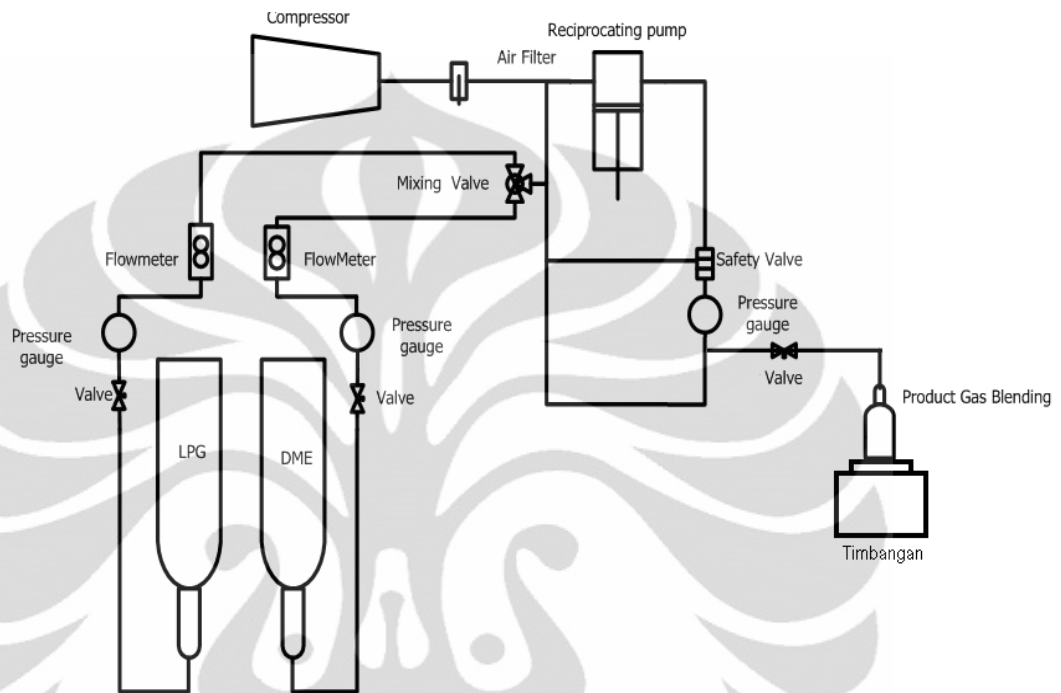 Compressor
Reciprocating pump
Air Filter
Mixing Valve
Flowmeter
FlowMeter
Safety Valve
Pressure
gauge
Pressure
gauge
Pressure
gauge
Valve
Valve
Valve
Product Gas Blending
LPG
DME
Timbangan